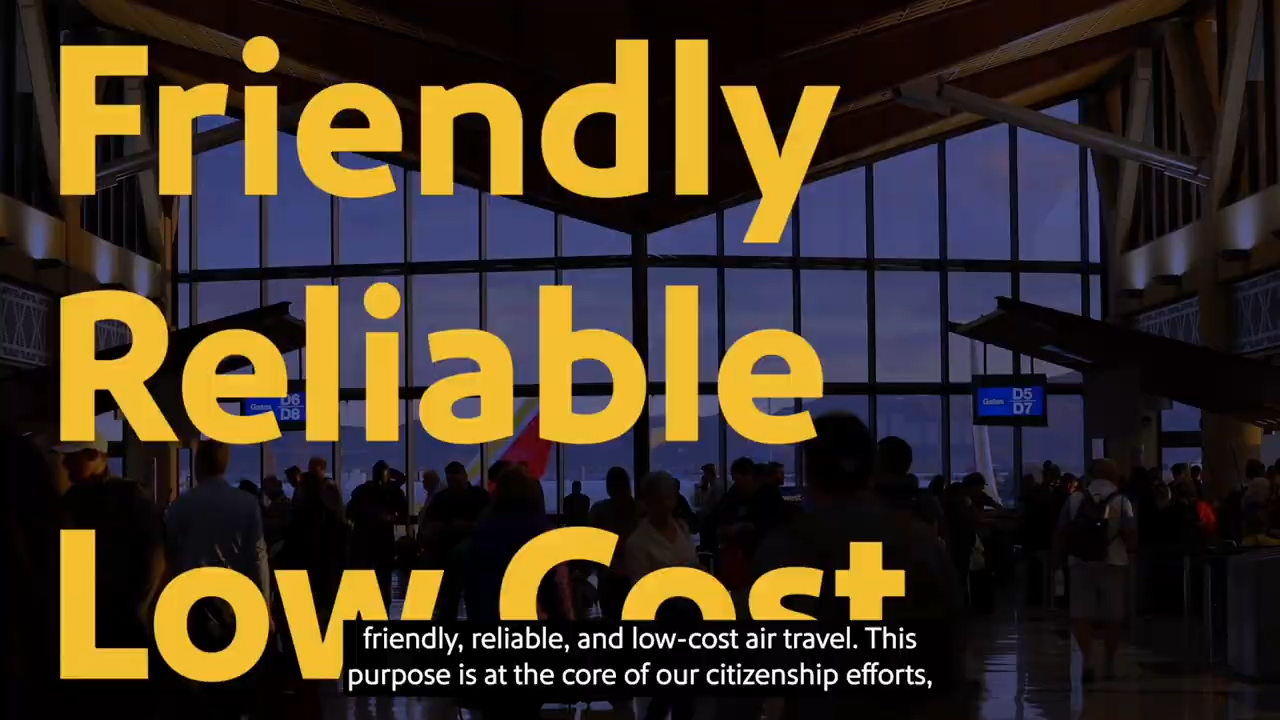 Friendly
Reliable
Low Cost
Gates D6 D8
Gates D5 D7
west
friendly, reliable, and low-cost air travel. This
purpose is at the core of our citizenship efforts,